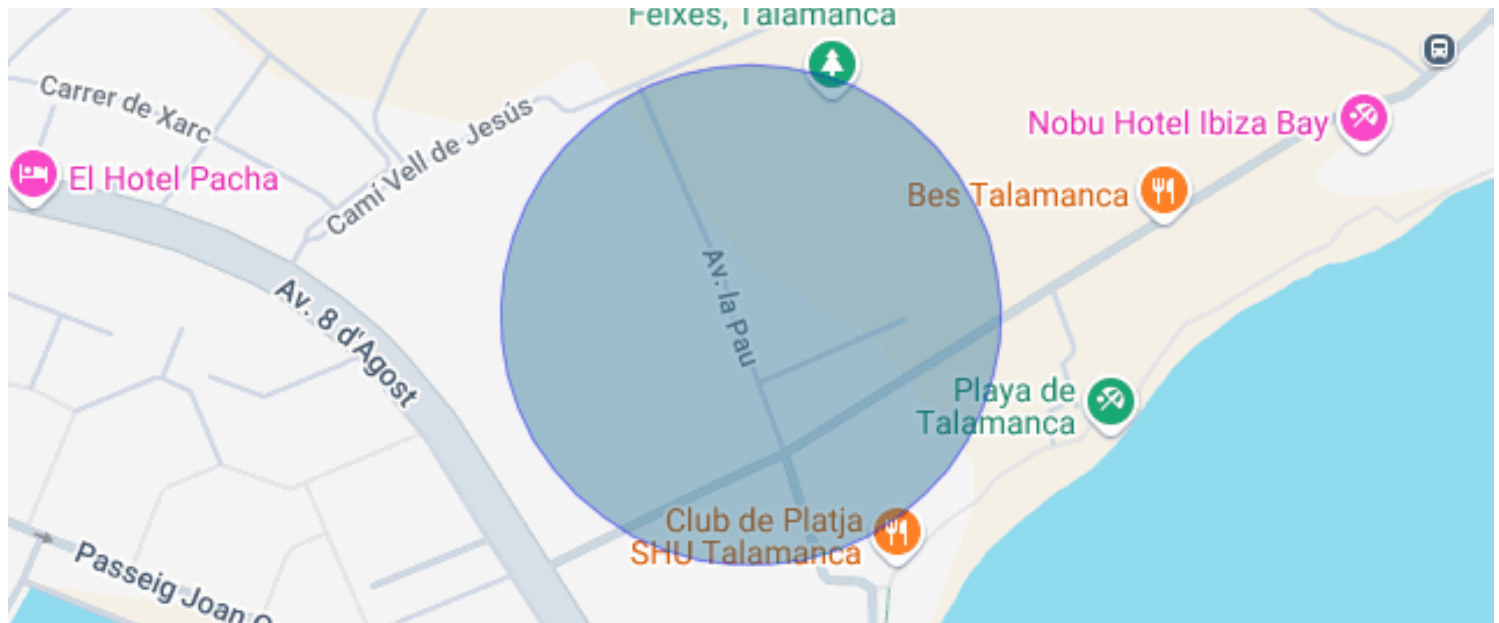 Feixes, Talamanca
Carrer de Xarc
Nobu Hotel Ibiza Bay
El Hotel Pacha
Camí Vell de Jesús
Bes Talamanca
Av. la Pau
Av. 8 d'Agost
Playa de
Talamanca
Club de Platja
SHU Talamanca
Passeig Joan